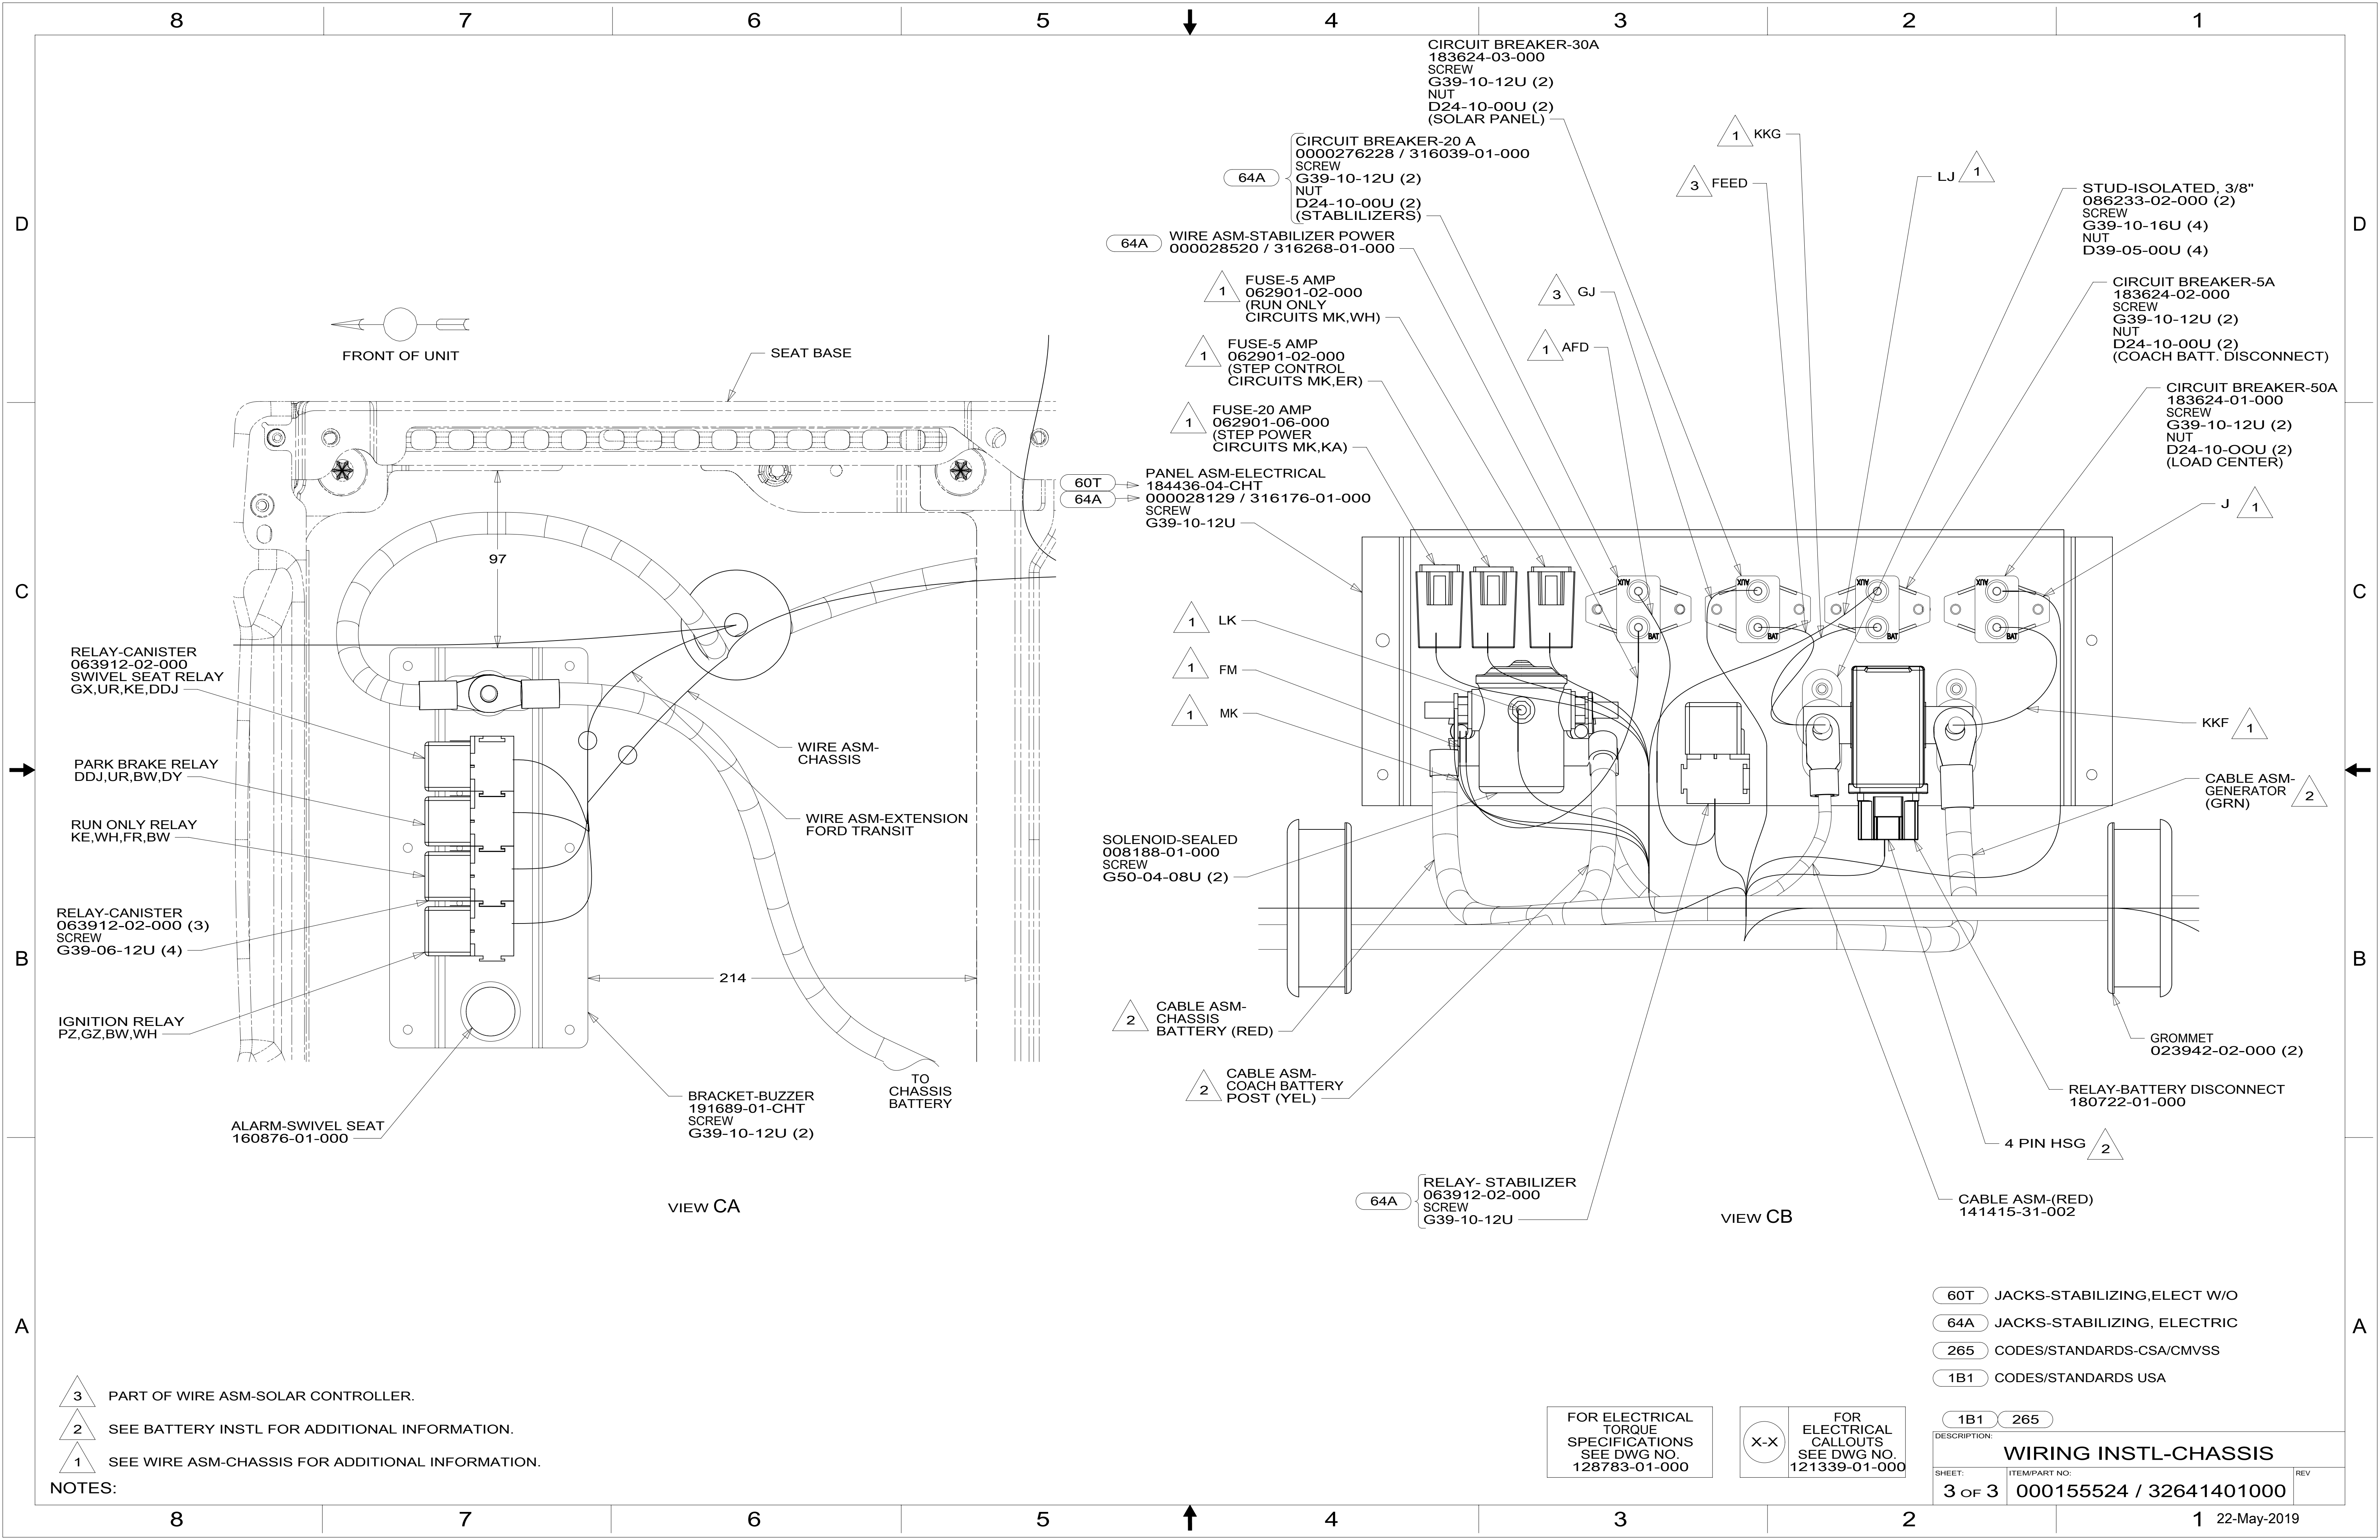 8 7 6 5 4 3 2 1
D
C
B
A
FRONT OF UNIT
SEAT BASE
97
RELAY-CANISTER
063912-02-000
SWIVEL SEAT RELAY
GX,UR,KE,DDJ
PARK BRAKE RELAY
DDJ,UR,BW,DY
RUN ONLY RELAY
KE,WH,FR,BW
RELAY-CANISTER
063912-02-000 (3)
SCREW
G39-06-12U (4)
IGNITION RELAY
PZ,GZ,BW,WH
ALARM-SWIVEL SEAT
160876-01-000
WIRE ASM-
CHASSIS
WIRE ASM-EXTENSION
FORD TRANSIT
214
BRACKET-BUZZER
191689-01-CHT
SCREW
G39-10-12U (2)
TO
CHASSIS
BATTERY
VIEW CA
CIRCUIT BREAKER-30A
183624-03-000
SCREW
G39-10-12U (2)
NUT
D24-10-00U (2)
(SOLAR PANEL)
64A
CIRCUIT BREAKER-20 A
0000276228 / 316039-01-000
SCREW
G39-10-12U (2)
NUT
D24-10-00U (2)
(STABLILIZERS)
64A
WIRE ASM-STABILIZER POWER
000028520 / 316268-01-000
1
FUSE-5 AMP
062901-02-000
(RUN ONLY
CIRCUITS MK,WH)
1
FUSE-5 AMP
062901-02-000
(STEP CONTROL
CIRCUITS MK,ER)
1
FUSE-20 AMP
062901-06-000
(STEP POWER
CIRCUITS MK,KA)
60T
64A
PANEL ASM-ELECTRICAL
184436-04-CHT
000028129 / 316176-01-000
SCREW
G39-10-12U
1 KKG
3 FEED
3 GJ
1 AFD
LJ 1
STUD-ISOLATED, 3/8"
086233-02-000 (2)
SCREW
G39-10-16U (4)
NUT
D39-05-00U (4)
CIRCUIT BREAKER-5A
183624-02-000
SCREW
G39-10-12U (2)
NUT
D24-10-00U (2)
(COACH BATT. DISCONNECT)
CIRCUIT BREAKER-50A
183624-01-000
SCREW
G39-10-12U (2)
NUT
D24-10-OOU (2)
(LOAD CENTER)
J 1
AUX AUX AUX AUX
BAT BAT BAT BAT
1 LK
1 FM
1 MK
KKF 1
CABLE ASM-
GENERATOR
(GRN)
2
SOLENOID-SEALED
008188-01-000
SCREW
G50-04-08U (2)
2
CABLE ASM-
CHASSIS
BATTERY (RED)
2
CABLE ASM-
COACH BATTERY
POST (YEL)
GROMMET
023942-02-000 (2)
RELAY-BATTERY DISCONNECT
180722-01-000
4 PIN HSG 2
CABLE ASM-(RED)
141415-31-002
64A
RELAY- STABILIZER
063912-02-000
SCREW
G39-10-12U
VIEW CB
60T JACKS-STABILIZING,ELECT W/O
64A JACKS-STABILIZING, ELECTRIC
265 CODES/STANDARDS-CSA/CMVSS
1B1 CODES/STANDARDS USA
1B1 265
3 PART OF WIRE ASM-SOLAR CONTROLLER.
2 SEE BATTERY INSTL FOR ADDITIONAL INFORMATION.
1 SEE WIRE ASM-CHASSIS FOR ADDITIONAL INFORMATION.
NOTES:
FOR ELECTRICAL
TORQUE
SPECIFICATIONS
SEE DWG NO.
128783-01-000
X-X
FOR
ELECTRICAL
CALLOUTS
SEE DWG NO.
121339-01-000
DESCRIPTION:
WIRING INSTL-CHASSIS
SHEET:
3 OF 3
ITEM/PART NO:
000155524 / 32641401000
REV
D
C
B
A
8 7 6 5 4 3 2 1
22-May-2019